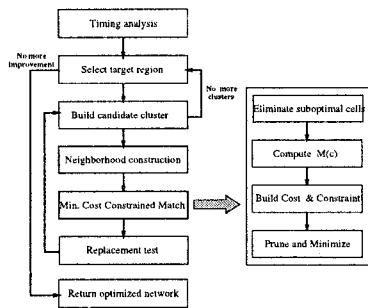 Timing analysis
No more
improvement
Select target region
No more
clusters
Build candidate cluster
Neighborhood construction
Min. Cost Constrained Match
Replacement test
Return optimized network
Eliminate suboptimal cells
Compute M(c)
Build Cost & Constraint
Prune and Minimize